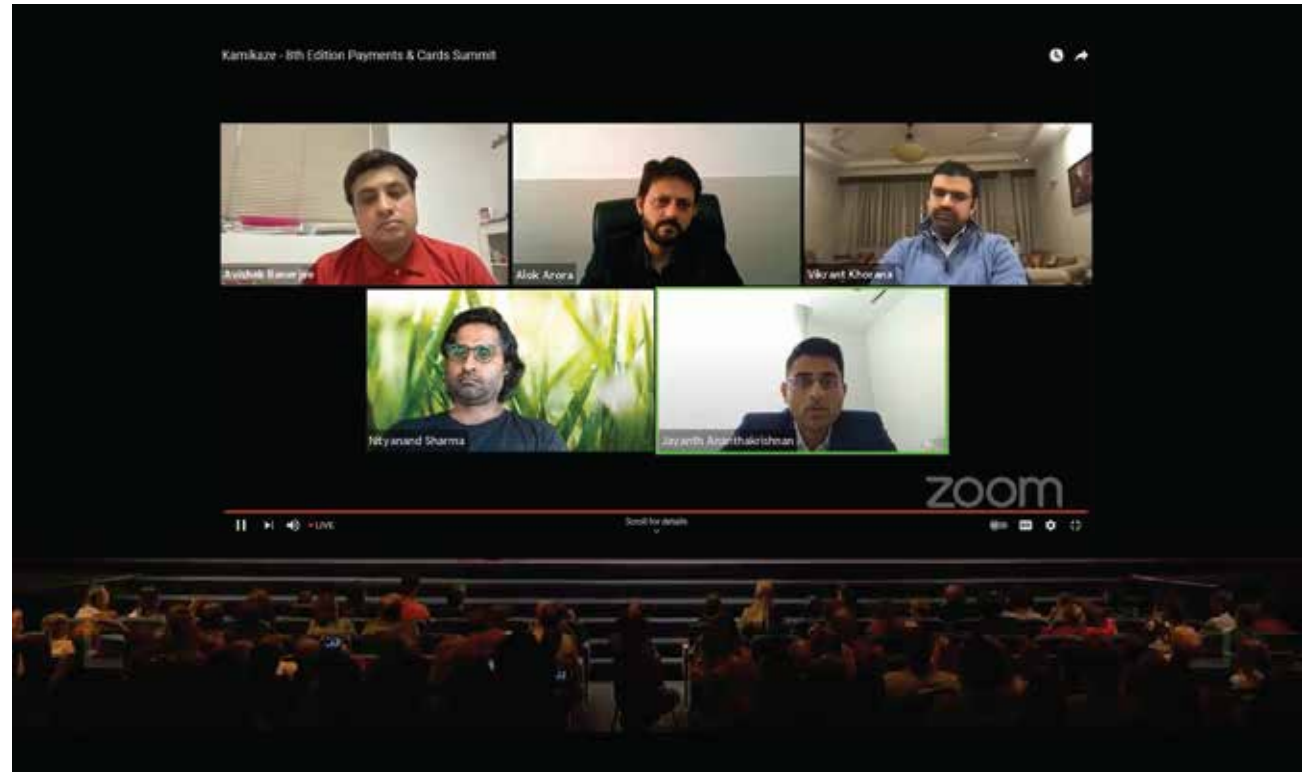 Kamikaze - 8th Edition Payments & Cards Summit
Avishek Banerjee
Alok Arora
Vikrant Khorana
Nityanand Sharma
Jayanth Ananthakrishnan
zoom
LIVE
Scroll for details